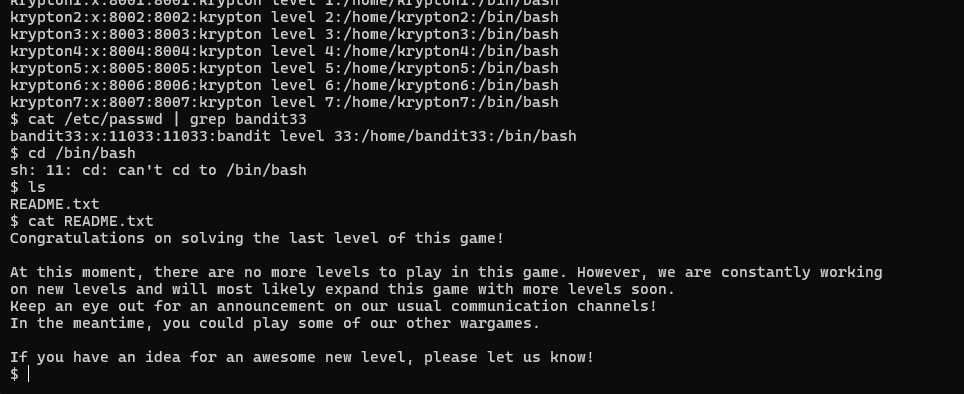 krypton1:x:8001:8001:krypton level 1:/home/krypton1:/bin/bash
krypton2:x:8002:8002:krypton level 2:/home/krypton2:/bin/bash
krypton3:x:8003:8003:krypton level 3:/home/krypton3:/bin/bash
krypton4:x:8004:8004:krypton level 4:/home/krypton4:/bin/bash
krypton5:x:8005:8005:krypton level 5:/home/krypton5:/bin/bash
krypton6:x:8006:8006:krypton level 6:/home/krypton6:/bin/bash
krypton7:x:8007:8007:krypton level 7:/home/krypton7:/bin/bash
$ cat /etc/passwd | grep bandit33
bandit33:x:11033:11033:bandit level 33:/home/bandit33:/bin/bash
$ cd /bin/bash
sh: 11: cd: can't cd to /bin/bash
$ ls
README.txt
$ cat README.txt
Congratulations on solving the last level of this game!

At this moment, there are no more levels to play in this game. However, we are constantly working
on new levels and will most likely expand this game with more levels soon.
Keep an eye out for an announcement on our usual communication channels!
In the meantime, you could play some of our other wargames.

If you have an idea for an awesome new level, please let us know!
$